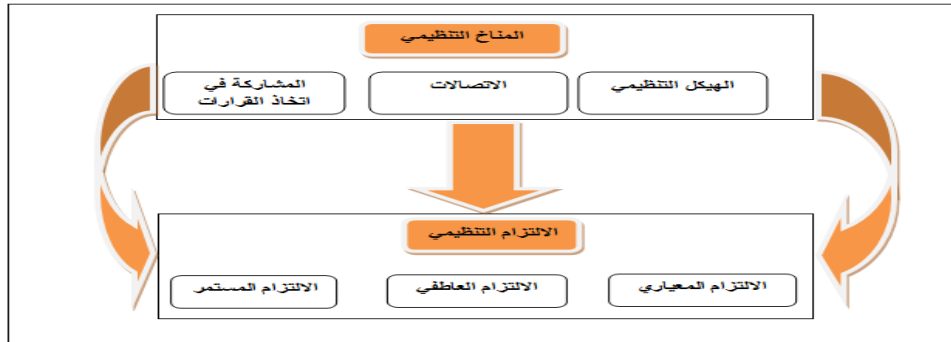 المناخ التنظيمي
الهيكل التنظيمي
الاتصالات
المشاركة في
اتخاذ القرارات
الالتزام التنظيمي
الالتزام المعياري
الالتزام العاطفي
الالتزام المستمر